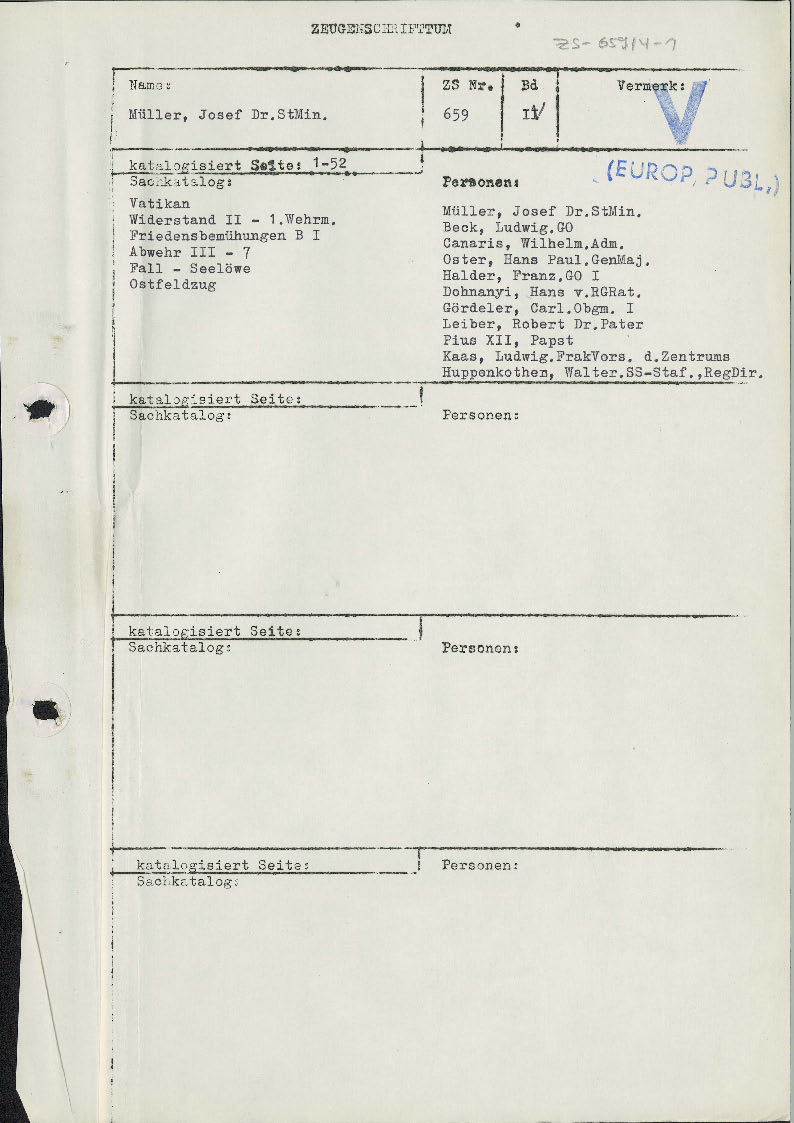 ZEUGENSCHRIFTTUM
ZS-659/4-1
Name: ZS Nr. Bd Vermerk:
Müller, Josef Dr.StMin. 659 IV V
katalogisiert Seite: 1-52
(EUROP. PUBL.)
Sachkatalog:
Vatikan
Widerstand II - 1.Wehrm.
Friedensbemühungen B I
Abwehr III - 7
Fall - Seelöwe
Ostfeldzug
Personen:
Müller, Josef Dr.StMin.
Beck, Ludwig.GO
Canaris, Wilhelm.Adm.
Oster, Hans Paul.GenMaj.
Halder, Franz.GO I
Dohnanyi, Hans v.RGRat.
Gördeler, Carl.Obgm. I
Leiber, Robert Dr.Pater
Pius XII, Papst
Kaas, Ludwig.FrakVors. d.Zentrums
Huppenkothen, Walter.SS-Staf.,RegDir.
katalogisiert Seite:
Sachkatalog: Personen:
katalogisiert Seite:
Sachkatalog: Personen:
katalogisiert Seite: Personen:
Sachkatalog: